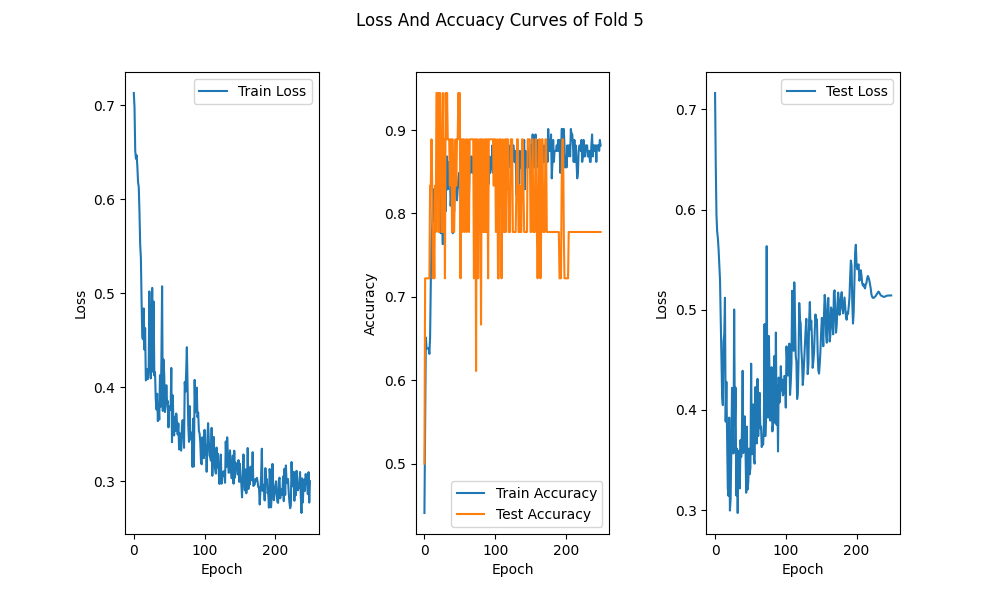 Loss And Accuacy Curves of Fold 5
Train Loss
0.7
0.6
0.5
0.4
0.3
Loss
0
100
200
Epoch
0.9
0.8
0.7
0.6
0.5
Accuracy
Train Accuracy
Test Accuracy
0
100
200
Epoch
Test Loss
0.7
0.6
0.5
0.4
0.3
Loss
0
100
200
Epoch